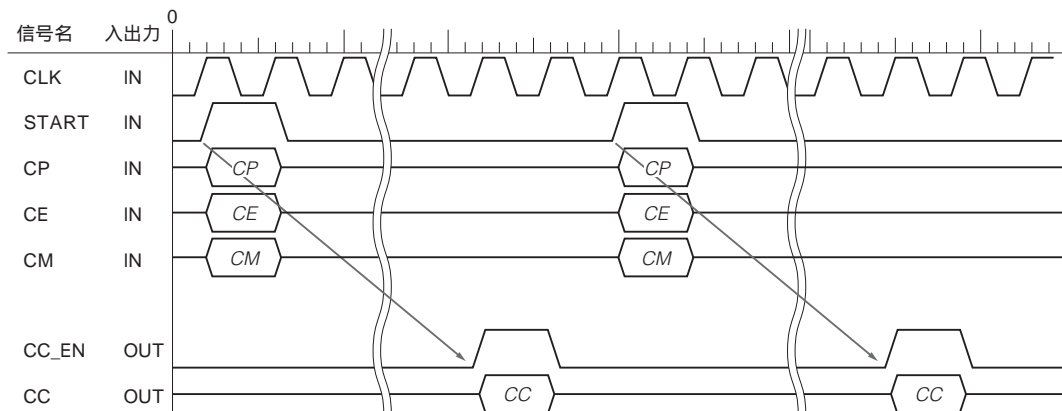 0
信号名 入出力
CLK IN
START IN
CP IN CP CP
CE IN CE CE
CM IN CM CM
CC_EN OUT
CC OUT CC CC